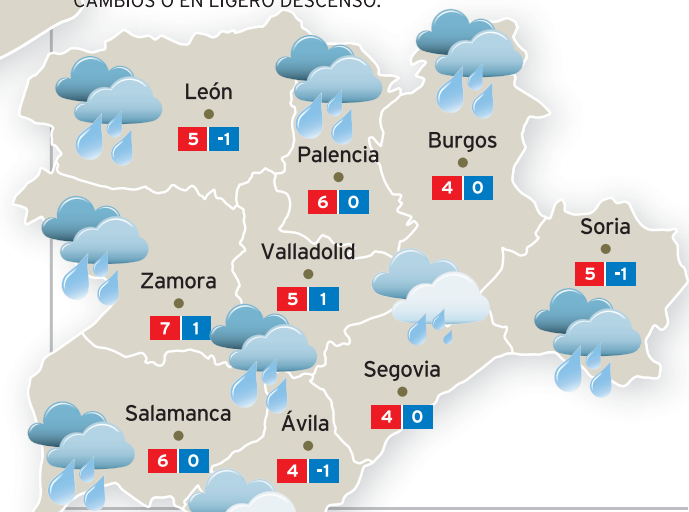 CAMBIOS O EN LIGERO DESCENSO.
León
5 -1
Palencia
6 0
Burgos
4 0
Soria
5 -1
Zamora
7 1
Valladolid
5 1
Segovia
4 0
Salamanca
6 0
Ávila
4 -1